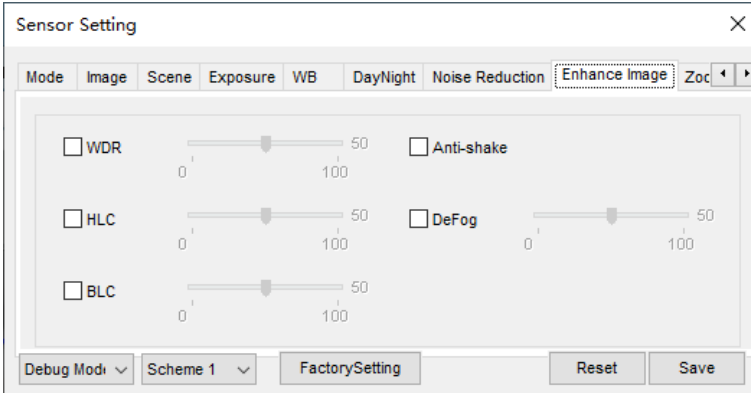 Sensor Setting
Mode Image Scene Exposure WB DayNight Noise Reduction Enhance Image
WDR 50 Anti-shake
0 100
HLC 50 DeFog 50
0 100 0 100
BLC 50
0 100
Debug Scheme 1 FactorySetting Reset Save